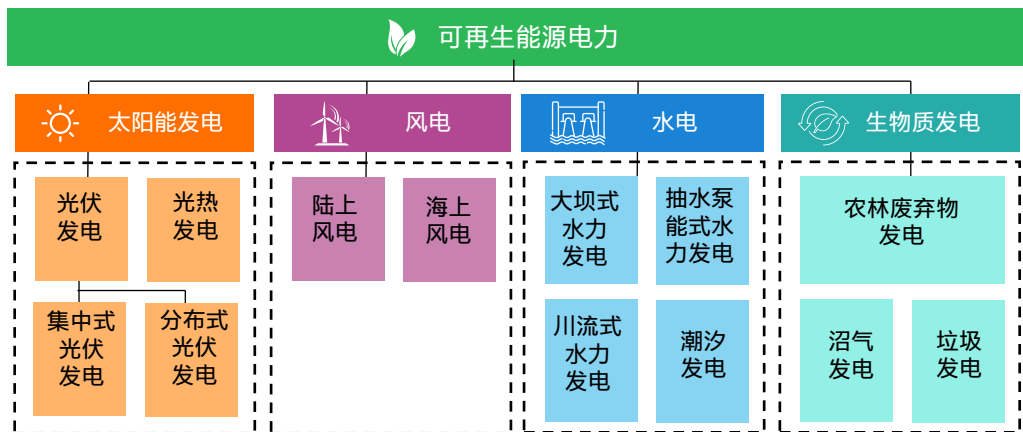 可再生能源电力
太阳能发电
风电
水电
生物质发电
光伏
发电
光热
发电
集中式
光伏
发电
分布式
光伏
发电
陆上
风电
海上
风电
大坝式
水力
发电
抽水泵
能式水
力发电
川流式
水力
发电
潮汐
发电
农林废弃物
发电
沼气
发电
垃圾
发电